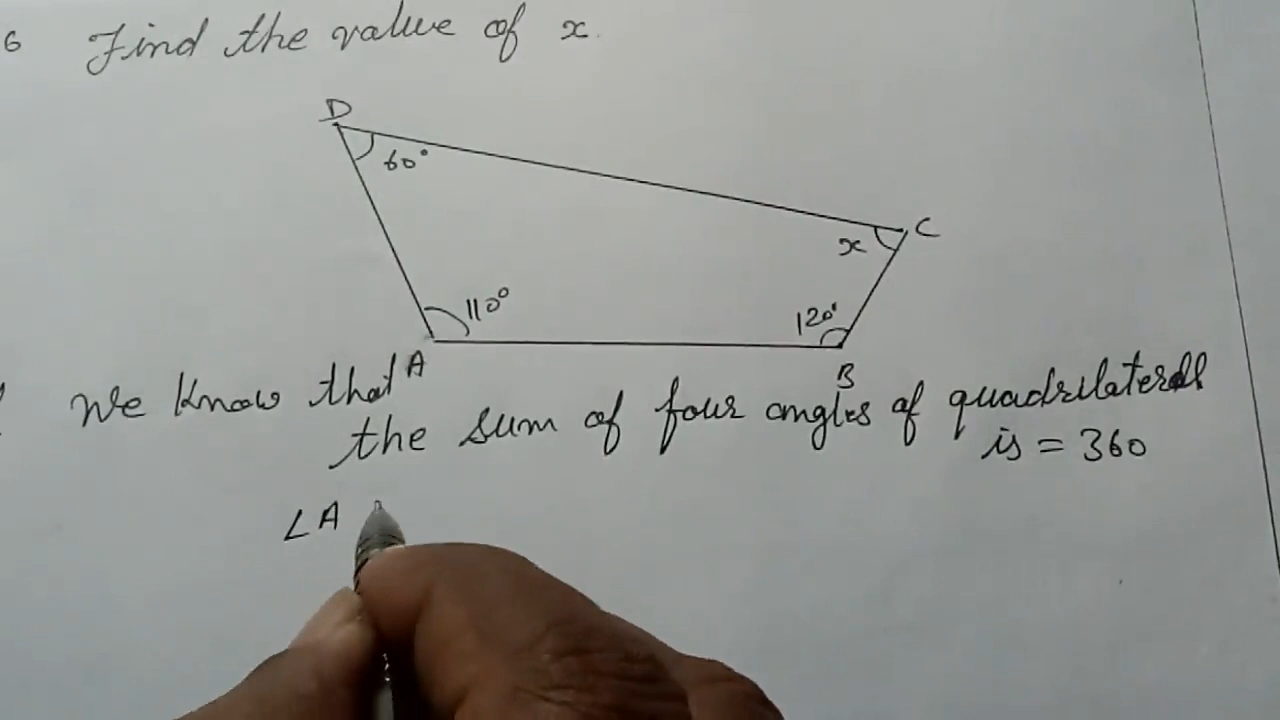 6 Find the value of x.
D
60°
C
x
110°
120°
A
B
We know that
the sum of four angles of quadrilateral
is = 360
∠A